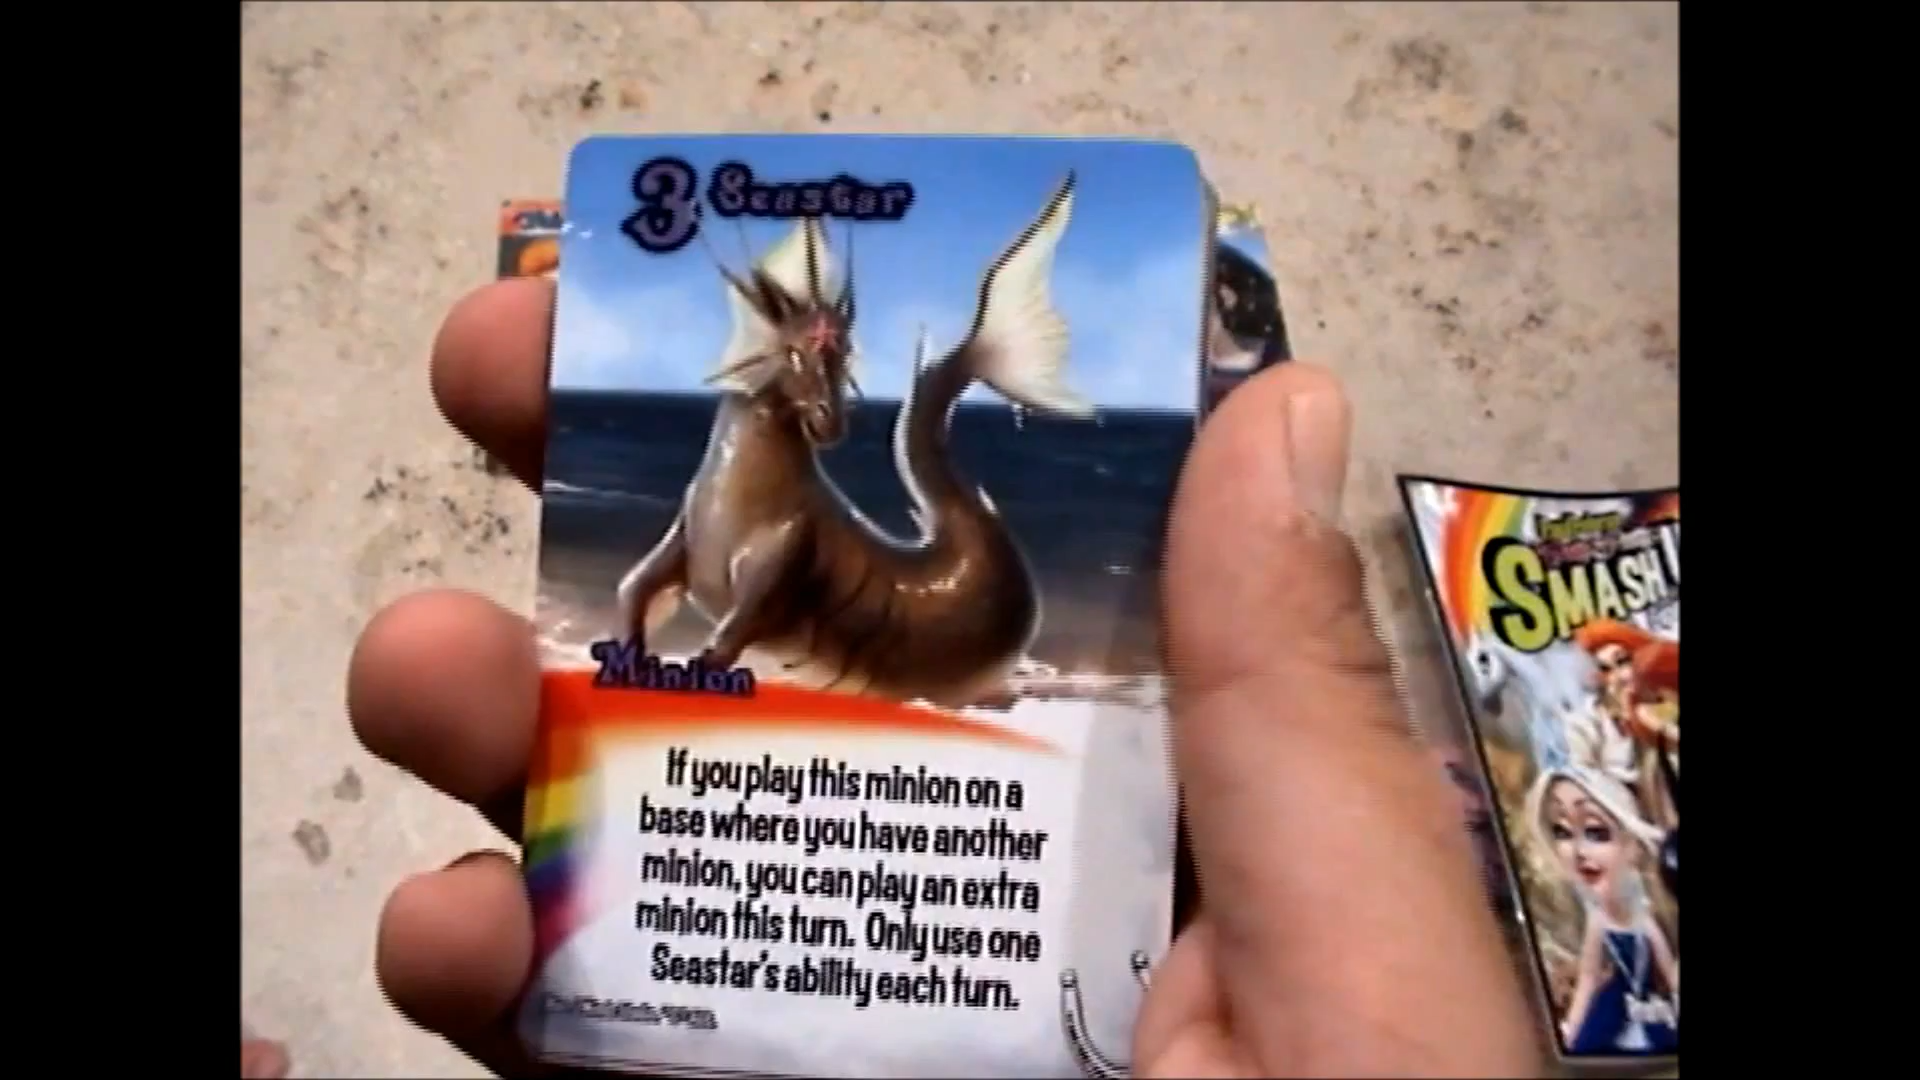 3 Seastar
Minion
If you play this minion on a
base where you have another
minion, you can play an extra
minion this turn. Only use one
Seastar's ability each turn.
SMASH